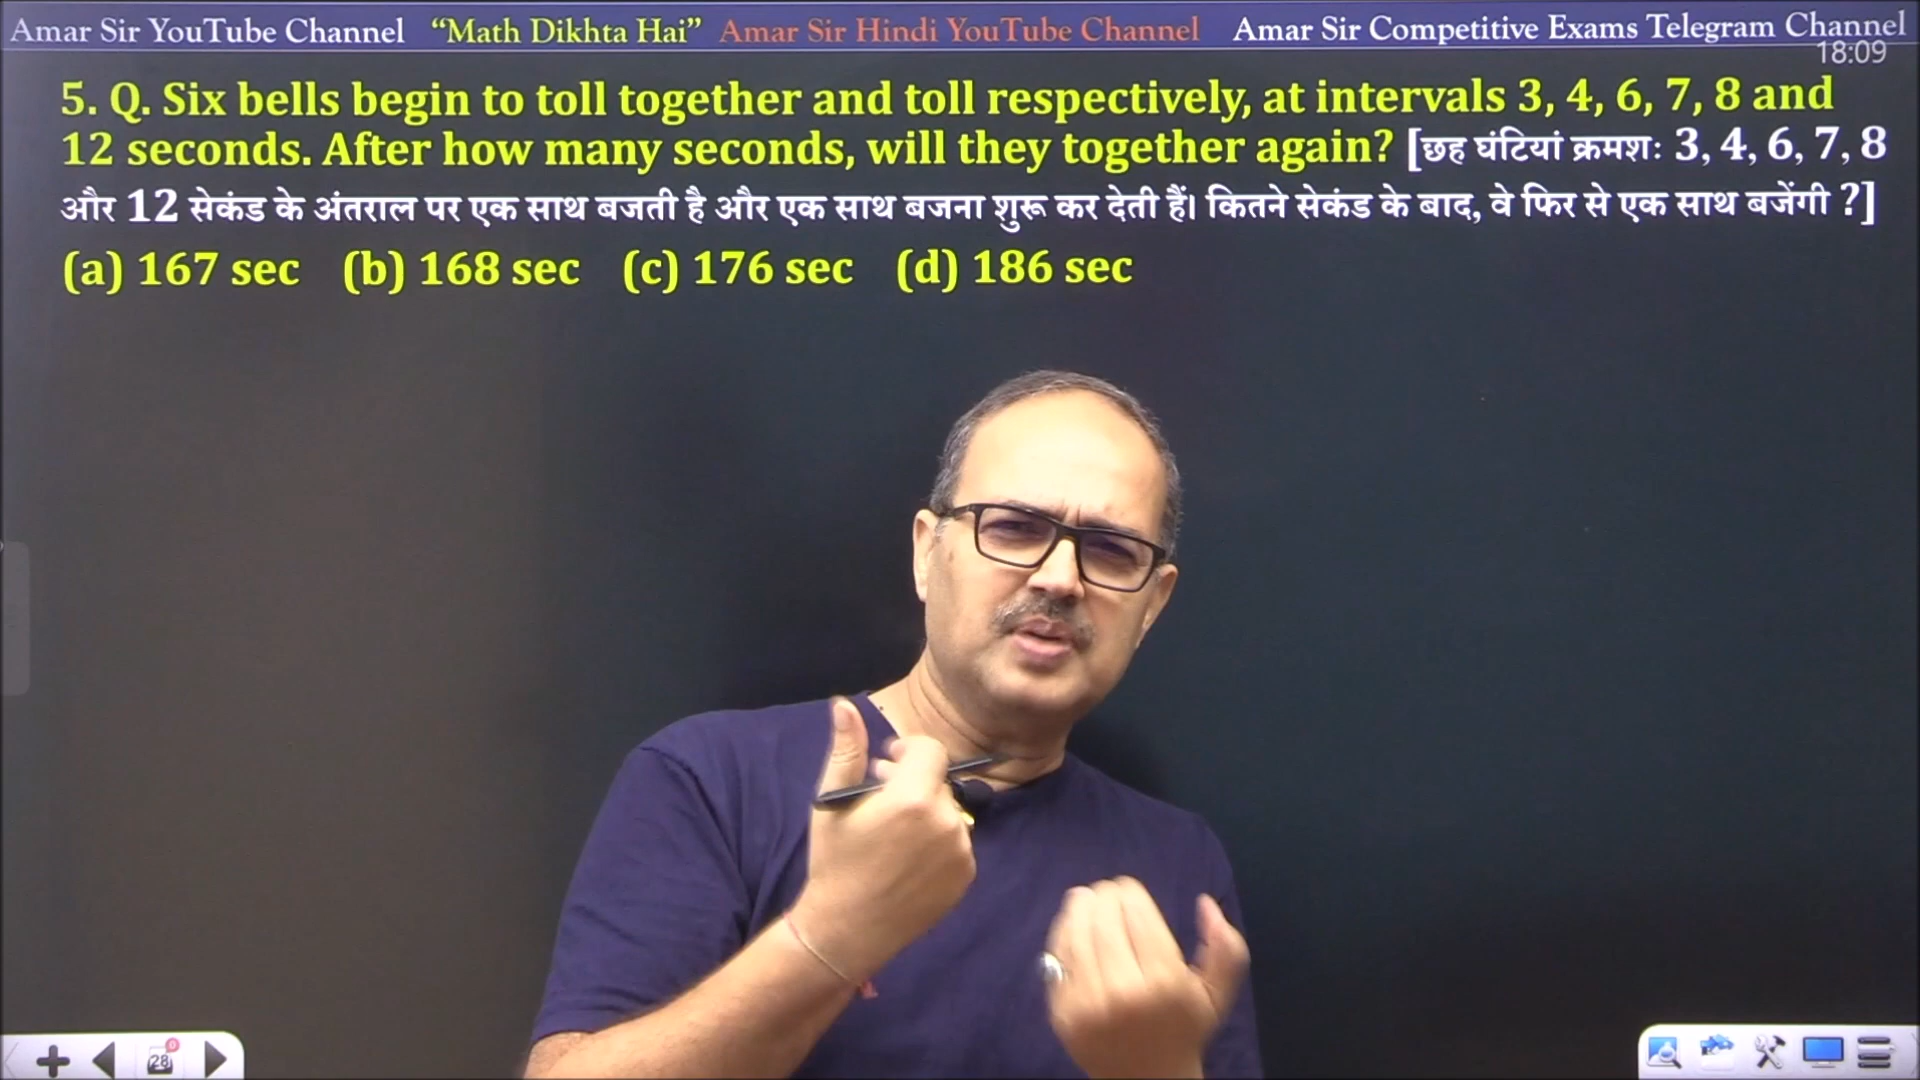 Amar Sir YouTube Channel “Math Dikhta Hai” Amar Sir Hindi YouTube Channel Amar Sir Competitive Exams Telegram Channel
18:09
5. Q. Six bells begin to toll together and toll respectively, at intervals 3, 4, 6, 7, 8 and
12 seconds. After how many seconds, will they together again? [छह घंटियां क्रमशः 3, 4, 6, 7, 8
और 12 सेकंड के अंतराल पर एक साथ बजती है और एक साथ बजना शुरू कर देती हैं। कितने सेकंड के बाद, वे फिर से एक साथ बजेंगी ?]
(a) 167 sec (b) 168 sec (c) 176 sec (d) 186 sec
28
0